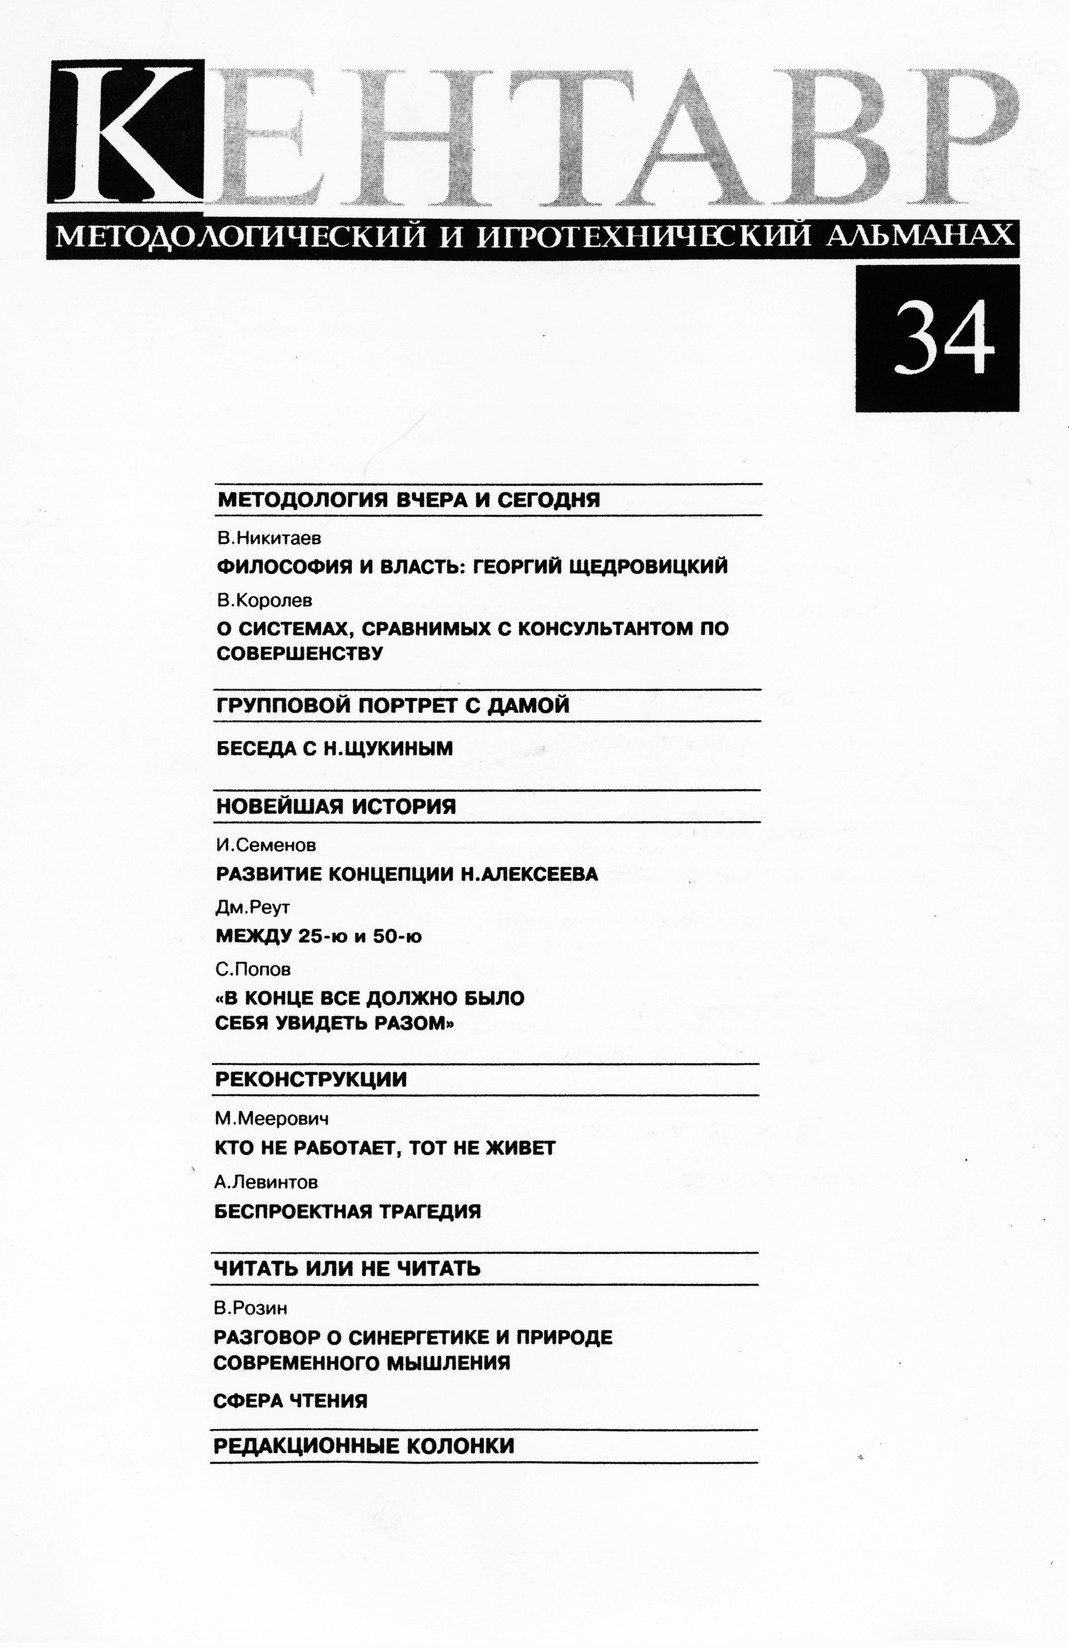 КЕНТАВР
МЕТОДОЛОГИЧЕСКИЙ И ИГРОТЕХНИЧЕСКИЙ АЛЬМАНАХ
34
МЕТОДОЛОГИЯ ВЧЕРА И СЕГОДНЯ
В.Никитаев
ФИЛОСОФИЯ И ВЛАСТЬ: ГЕОРГИЙ ЩЕДРОВИЦКИЙ
В.Королев
О СИСТЕМАХ, СРАВНИМЫХ С КОНСУЛЬТАНТОМ ПО
СОВЕРШЕНСТВУ
ГРУППОВОЙ ПОРТРЕТ С ДАМОЙ
БЕСЕДА С Н.ЩУКИНЫМ
НОВЕЙШАЯ ИСТОРИЯ
И.Семенов
РАЗВИТИЕ КОНЦЕПЦИИ Н.АЛЕКСЕЕВА
Дм.Реут
МЕЖДУ 25-ю и 50-ю
С.Попов
«В КОНЦЕ ВСЕ ДОЛЖНО БЫЛО
СЕБЯ УВИДЕТЬ РАЗОМ»
РЕКОНСТРУКЦИИ
М.Меерович
КТО НЕ РАБОТАЕТ, ТОТ НЕ ЖИВЕТ
А.Левинтов
БЕСПРОЕКТНАЯ ТРАГЕДИЯ
ЧИТАТЬ ИЛИ НЕ ЧИТАТЬ
В.Розин
РАЗГОВОР О СИНЕРГЕТИКЕ И ПРИРОДЕ
СОВРЕМЕННОГО МЫШЛЕНИЯ
СФЕРА ЧТЕНИЯ
РЕДАКЦИОННЫЕ КОЛОНКИ